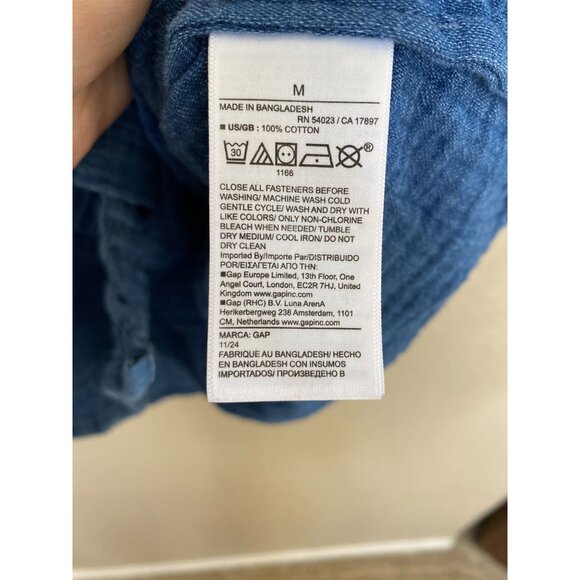 M
MADE IN BANGLADESH
RN 54023 / CA 17897
■ US/GB : 100% COTTON
30
®
1166
CLOSE ALL FASTENERS BEFORE
WASHING/ MACHINE WASH COLD
GENTLE CYCLE/ WASH AND DRY WITH
LIKE COLORS/ ONLY NON-CHLORINE
BLEACH WHEN NEEDED/ TUMBLE
DRY MEDIUM/ COOL IRON/ DO NOT
DRY CLEAN
Imported By/Importe Par/DISTRIBUIDO
POR/ΕΙΣΑΓΕΤΑΙ ΑΠΟ ΤΗΝ:
■Gap Europe Limited, 13th Floor, One
Angel Court, London, EC2R 7HJ, United
Kingdom www.gapinc.com
■Gap (RHC) B.V. Luna ArenA
Herikerbergweg 238 Amsterdam, 1101
CM, Netherlands www.gapinc.com
MARCA: GAP
11/24
FABRIQUE AU BANGLADESH/ HECHO
EN BANGLADESH CON INSUMOS
IMPORTADOS/ ПРОИЗВЕДЕНО В